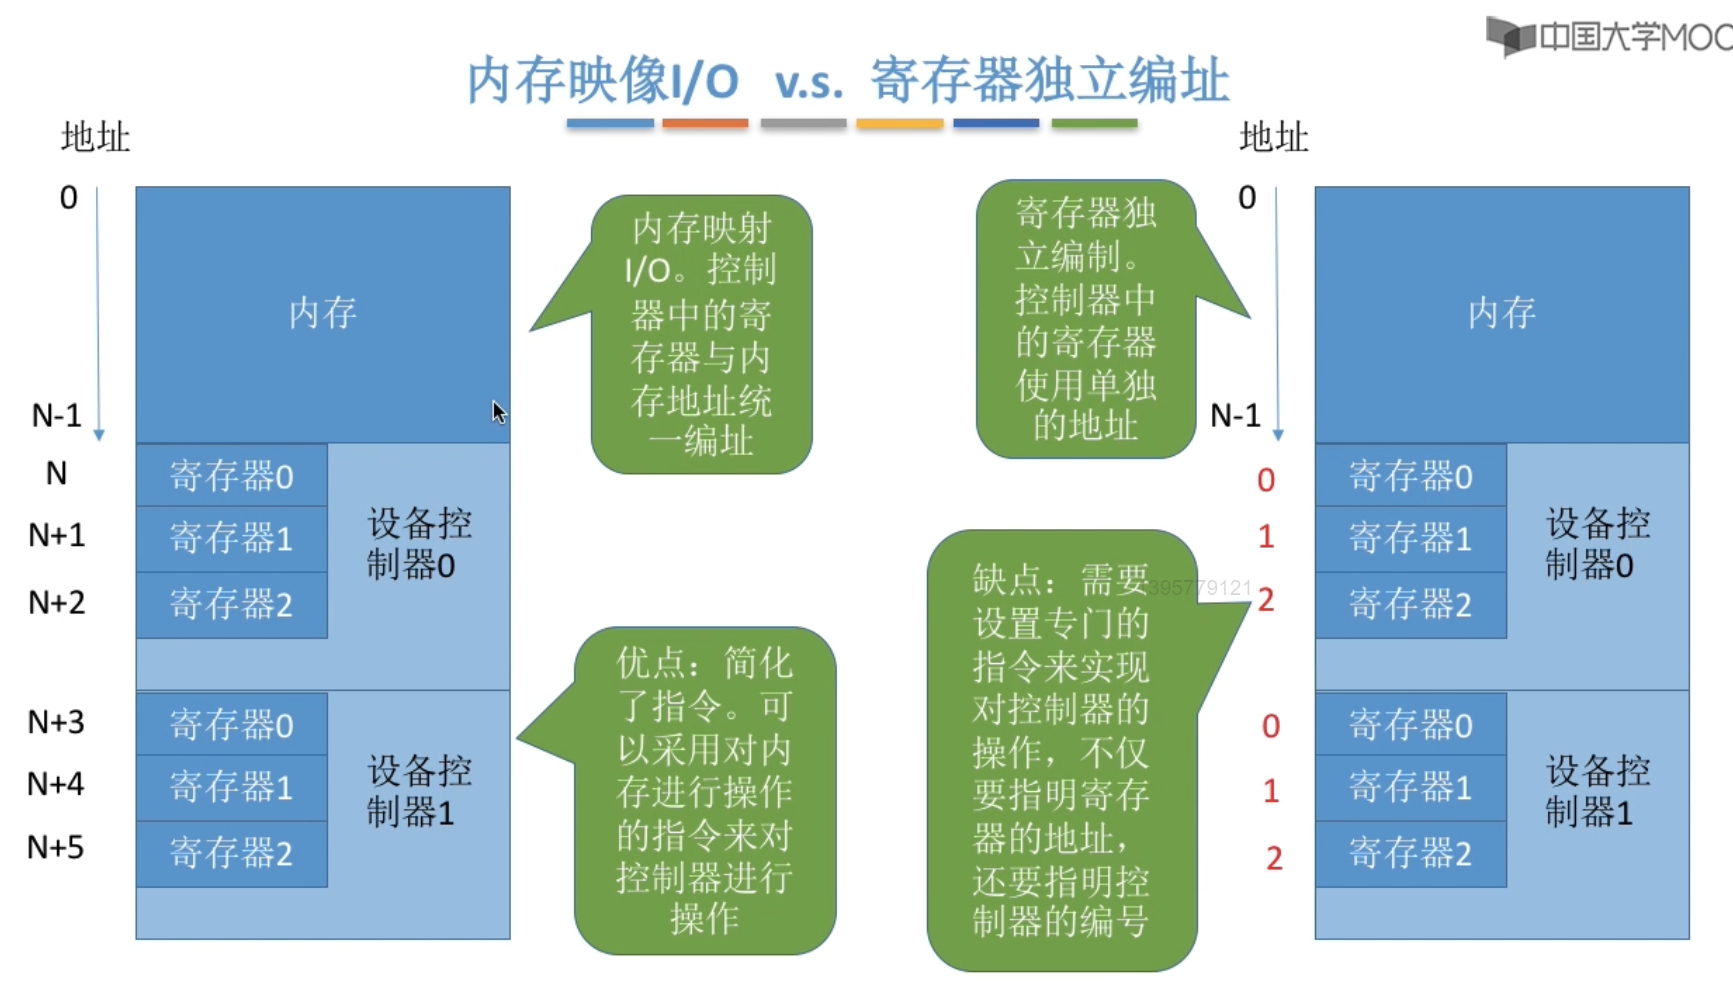 中国大学MOO
内存映像I/O v.s. 寄存器独立编址
地址
0
N-1
N
N+1
N+2
N+3
N+4
N+5
内存
寄存器0
寄存器1
寄存器2
设备控
制器0
寄存器0
寄存器1
寄存器2
设备控
制器1
内存映射
I/O。控制
器中的寄
存器与内
存地址统
一编址
优点：简化
了指令。可
以采用对内
存进行操作
的指令来对
控制器进行
操作
寄存器独
立编制。
控制器中
的寄存器
使用单独
的地址
缺点：需要
设置专门的
指令来实现
对控制器的
操作，不仅
要指明寄存
器的地址，
还要指明控
制器的编号
395779121
地址
0
N-1
0
1
2
0
1
2
内存
寄存器0
寄存器1
寄存器2
设备控
制器0
寄存器0
寄存器1
寄存器2
设备控
制器1